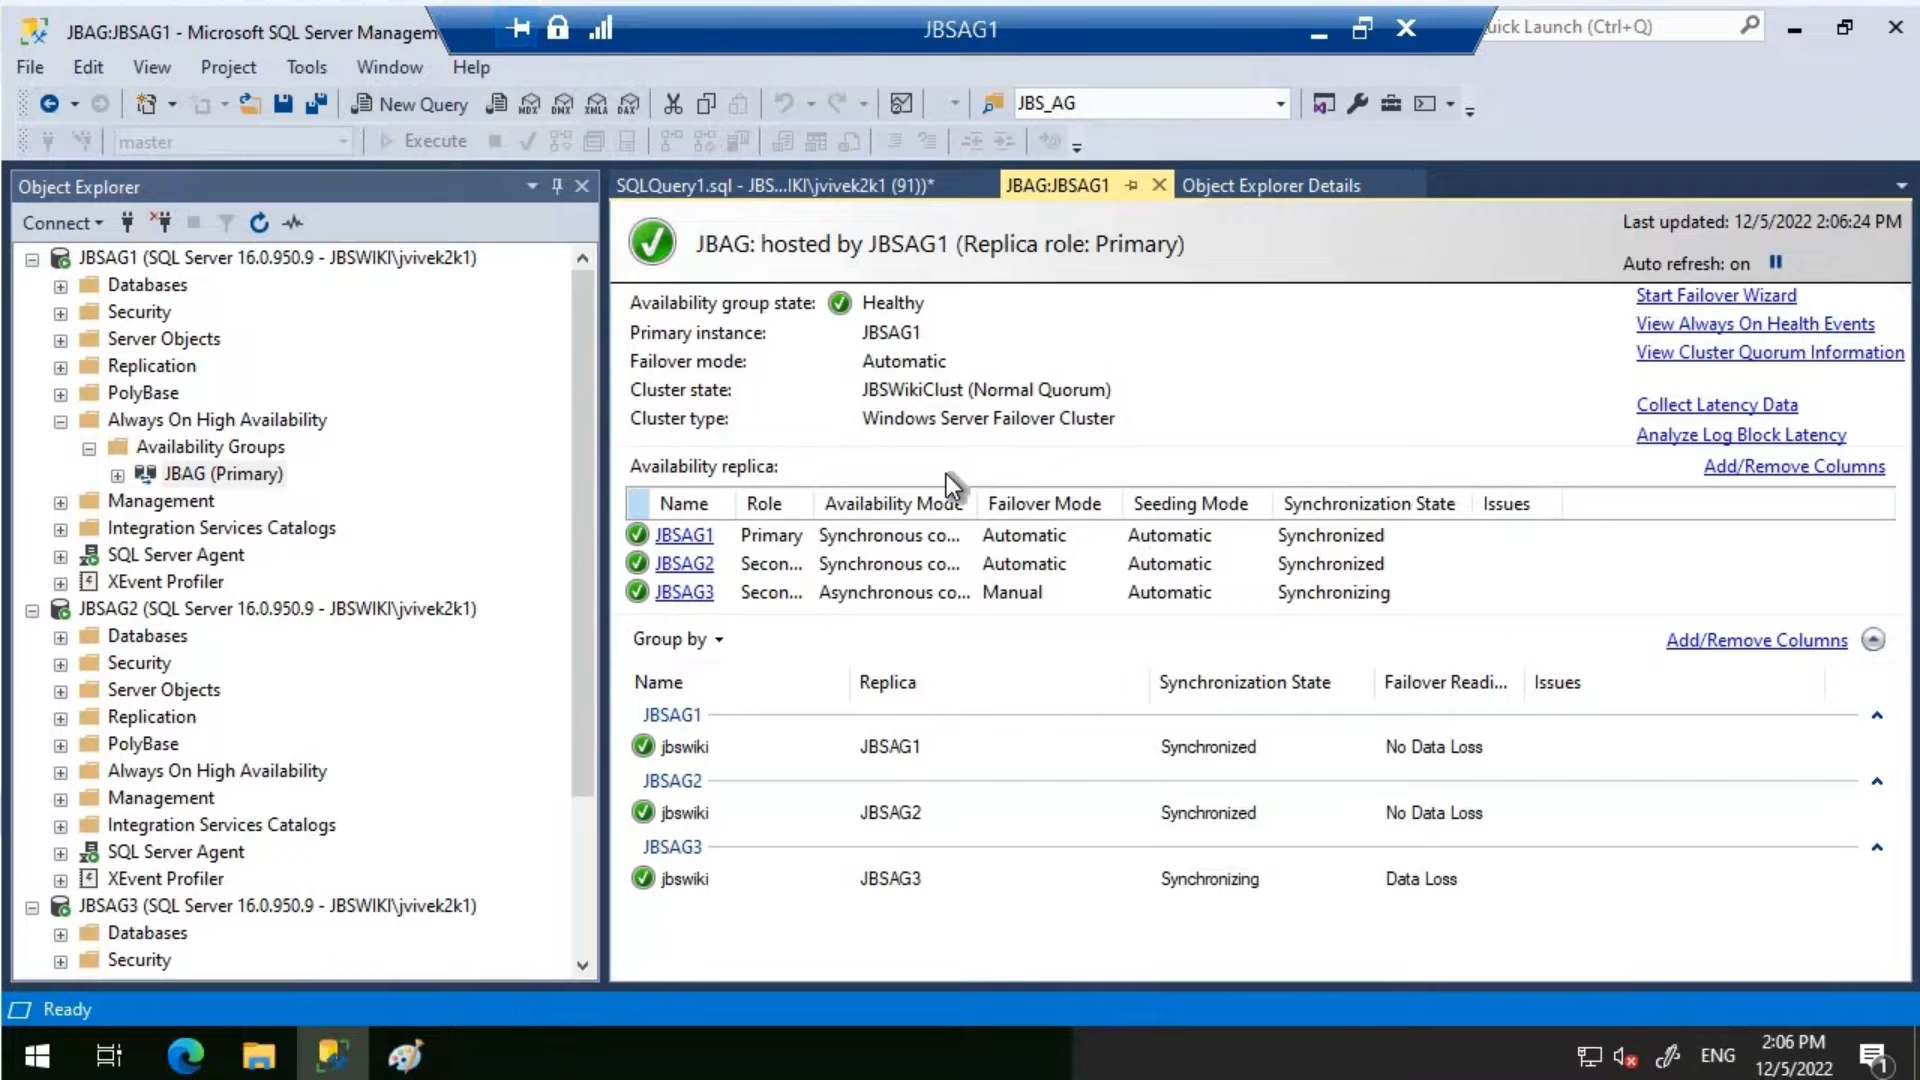 JBAG:JBSAG1 - Microsoft SQL Server Managem
JBSAG1
uick Launch (Ctrl+Q)
File Edit View Project Tools Window Help
New Query MDX DMX XMLA DAX JBS_AG
master Execute
Object Explorer
Connect
JBSAG1 (SQL Server 16.0.950.9 - JBSWIKI\jvivek2k1)
Databases
Security
Server Objects
Replication
PolyBase
Always On High Availability
Availability Groups
JBAG (Primary)
Management
Integration Services Catalogs
SQL Server Agent
XEvent Profiler
JBSAG2 (SQL Server 16.0.950.9 - JBSWIKI\jvivek2k1)
Databases
Security
Server Objects
Replication
PolyBase
Always On High Availability
Management
Integration Services Catalogs
SQL Server Agent
XEvent Profiler
JBSAG3 (SQL Server 16.0.950.9 - JBSWIKI\jvivek2k1)
Databases
Security
SQLQuery1.sql - JBS...IKI\jvivek2k1 (91))* JBAG:JBSAG1 Object Explorer Details
JBAG: hosted by JBSAG1 (Replica role: Primary)
Last updated: 12/5/2022 2:06:24 PM
Auto refresh: on
Availability group state: Healthy
Primary instance: JBSAG1
Failover mode: Automatic
Cluster state: JBSWikiClust (Normal Quorum)
Cluster type: Windows Server Failover Cluster
Start Failover Wizard
View Always On Health Events
View Cluster Quorum Information
Collect Latency Data
Analyze Log Block Latency
Availability replica: Add/Remove Columns
Name Role Availability Mode Failover Mode Seeding Mode Synchronization State Issues
JBSAG1 Primary Synchronous co... Automatic Automatic Synchronized
JBSAG2 Secon... Synchronous co... Automatic Automatic Synchronized
JBSAG3 Secon... Asynchronous co... Manual Automatic Synchronizing
Group by Add/Remove Columns
Name Replica Synchronization State Failover Readi... Issues
JBSAG1
jbswiki JBSAG1 Synchronized No Data Loss
JBSAG2
jbswiki JBSAG2 Synchronized No Data Loss
JBSAG3
jbswiki JBSAG3 Synchronizing Data Loss
Ready
ENG
2:06 PM
12/5/2022
1